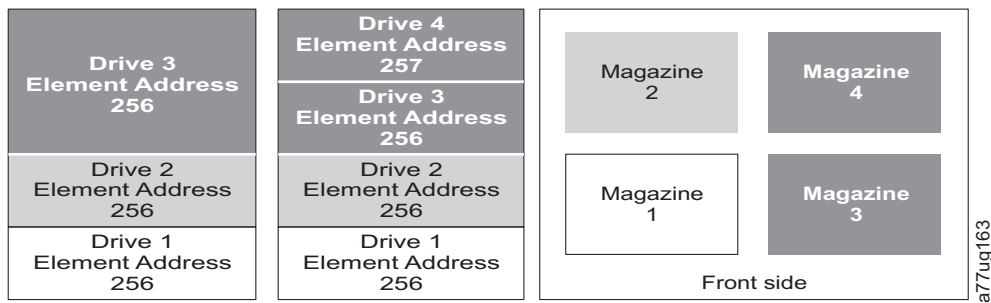 Drive 3
Element Address
256
Drive 2
Element Address
256
Drive 1
Element Address
256
Drive 4
Element Address
257
Drive 3
Element Address
256
Drive 2
Element Address
256
Drive 1
Element Address
256
Magazine
2
Magazine
4
Magazine
1
Magazine
3
Front side
a77ug163